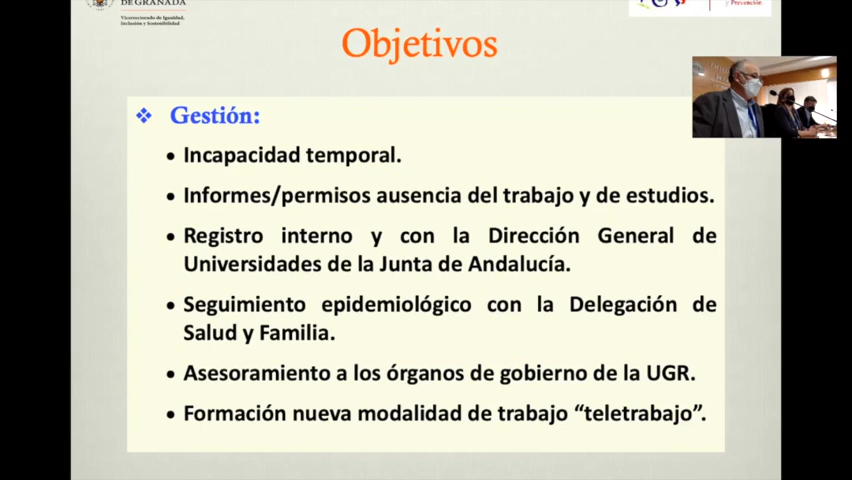 DE GRANADA
Vicerrectorado de Igualdad,
Inclusión y Sostenibilidad
y Prevención
Objetivos
❖ Gestión:
• Incapacidad temporal.
• Informes/permisos ausencia del trabajo y de estudios.
• Registro interno y con la Dirección General de
Universidades de la Junta de Andalucía.
• Seguimiento epidemiológico con la Delegación de
Salud y Familia.
• Asesoramiento a los órganos de gobierno de la UGR.
• Formación nueva modalidad de trabajo “teletrabajo”.